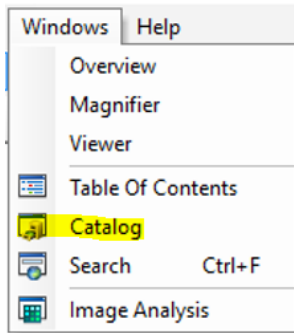 Windows Help
Overview
Magnifier
Viewer
Table Of Contents
Catalog
Search Ctrl+F
Image Analysis